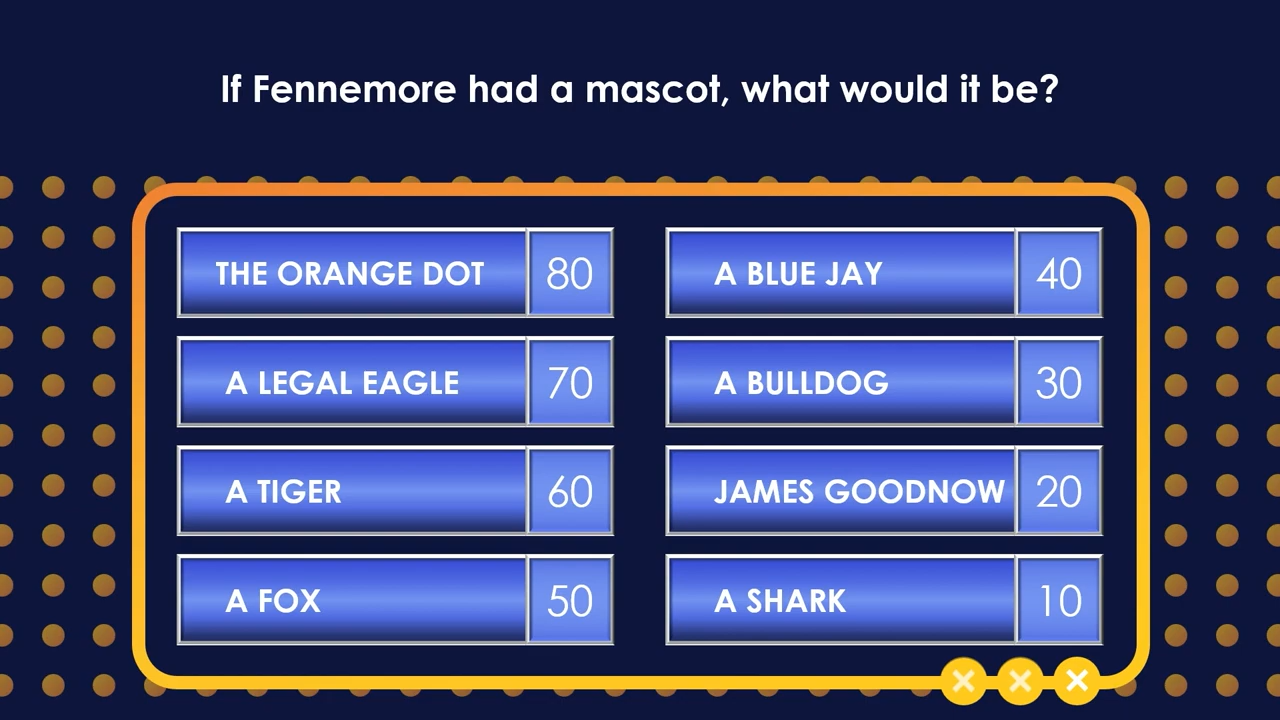 If Fennemore had a mascot, what would it be?
THE ORANGE DOT 80
A LEGAL EAGLE 70
A TIGER 60
A FOX 50
A BLUE JAY 40
A BULLDOG 30
JAMES GOODNOW 20
A SHARK 10